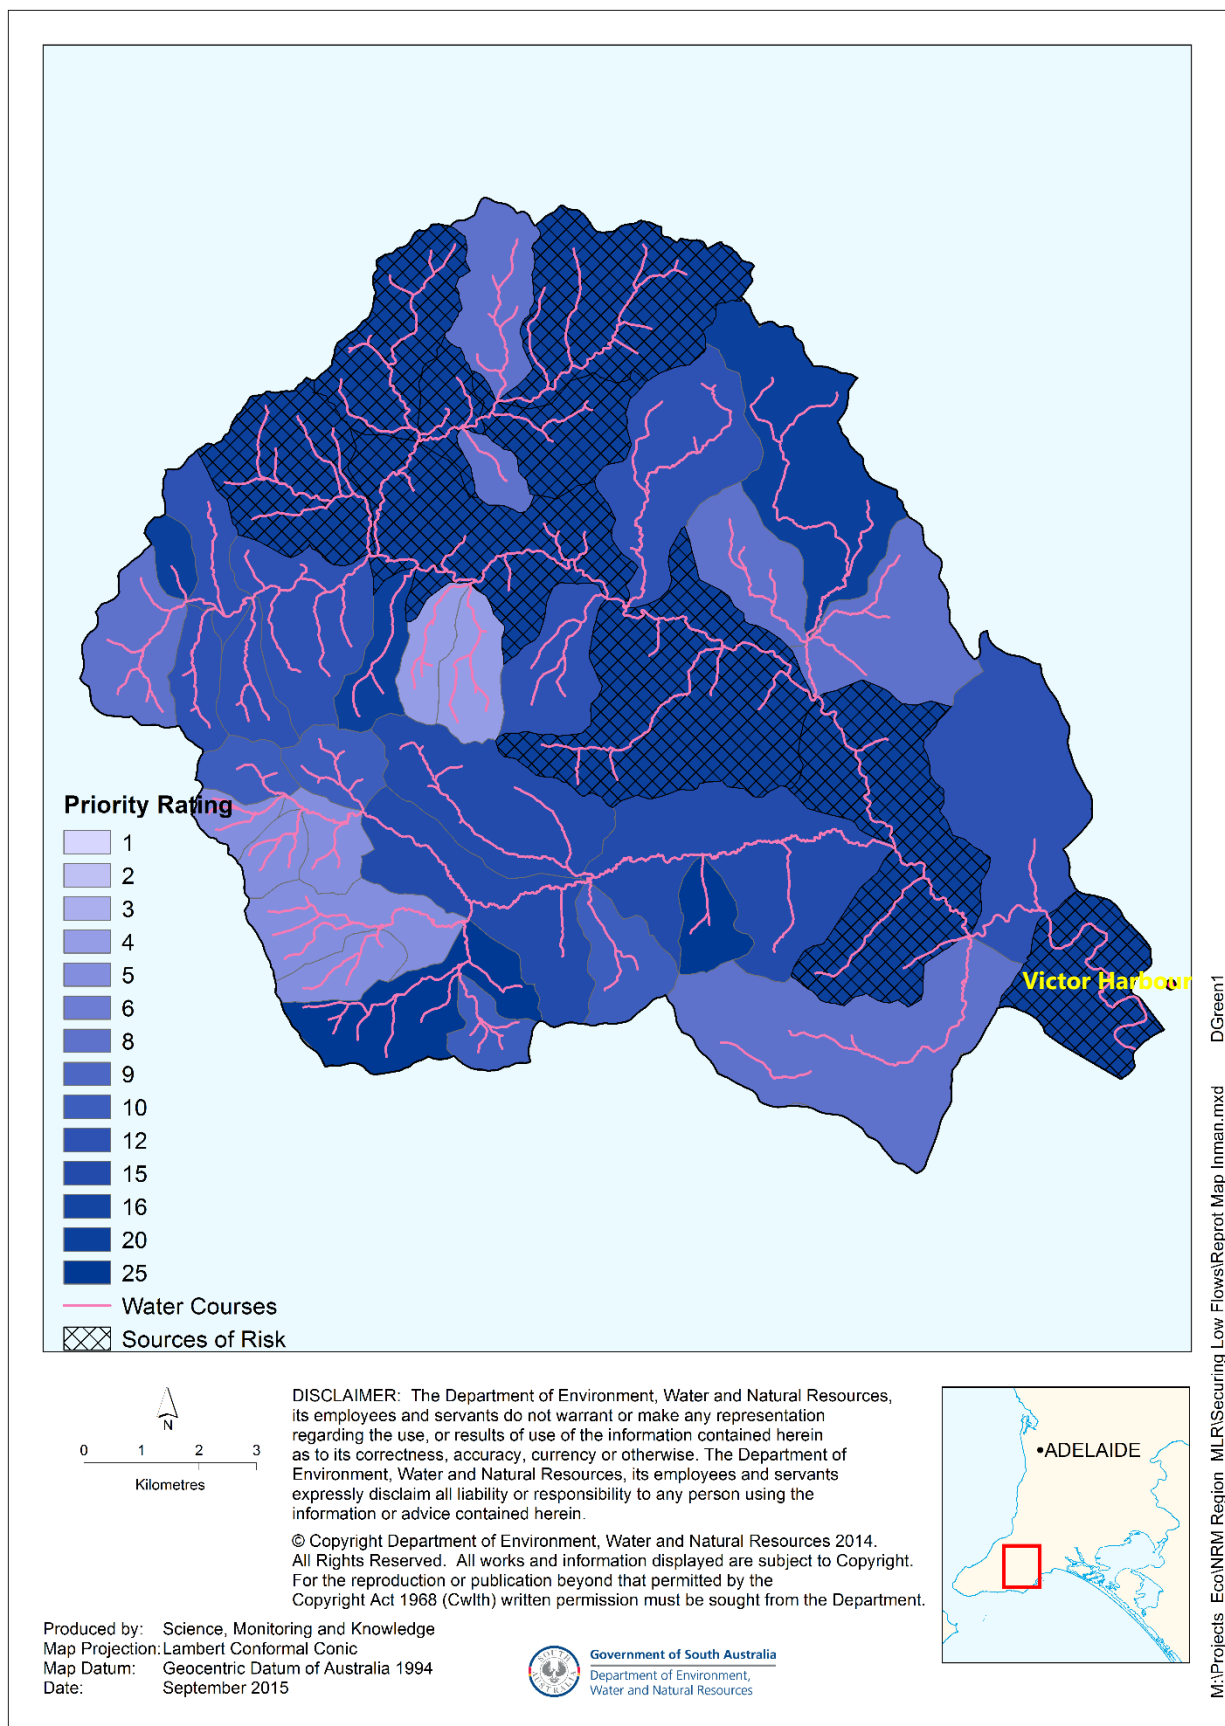 Victor Harbour
Priority Rating
1
2
3
4
5
6
8
9
10
12
15
16
20
25
Water Courses
Sources of Risk
N
0 1 2 3
Kilometres
DISCLAIMER: The Department of Environment, Water and Natural Resources,
its employees and servants do not warrant or make any representation
regarding the use, or results of use of the information contained herein
as to its correctness, accuracy, currency or otherwise. The Department of
Environment, Water and Natural Resources, its employees and servants
expressly disclaim all liability or responsibility to any person using the
information or advice contained herein.
© Copyright Department of Environment, Water and Natural Resources 2014.
All Rights Reserved. All works and information displayed are subject to Copyright.
For the reproduction or publication beyond that permitted by the
Copyright Act 1968 (Cwlth) written permission must be sought from the Department.
Produced by: Science, Monitoring and Knowledge
Map Projection: Lambert Conformal Conic
Map Datum: Geocentric Datum of Australia 1994
Date: September 2015
SOUTH AUSTRALIA
Government of South Australia
Department of Environment,
Water and Natural Resources
ADELAIDE
M:\Projects_Eco\NRM Region_MLR\Securing Low Flows\Reprot Map Inman.mxd DGreen1